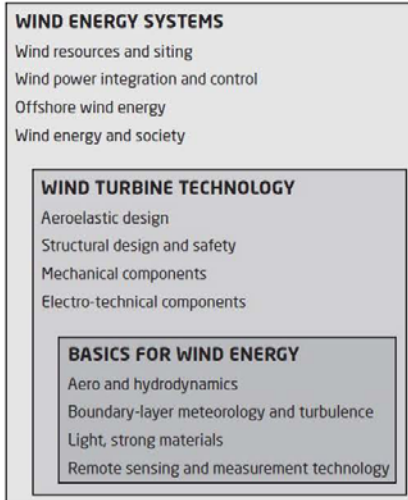 WIND ENERGY SYSTEMS
Wind resources and siting
Wind power integration and control
Offshore wind energy
Wind energy and society
WIND TURBINE TECHNOLOGY
Aeroelastic design
Structural design and safety
Mechanical components
Electro-technical components
BASICS FOR WIND ENERGY
Aero and hydrodynamics
Boundary-layer meteorology and turbulence
Light, strong materials
Remote sensing and measurement technology